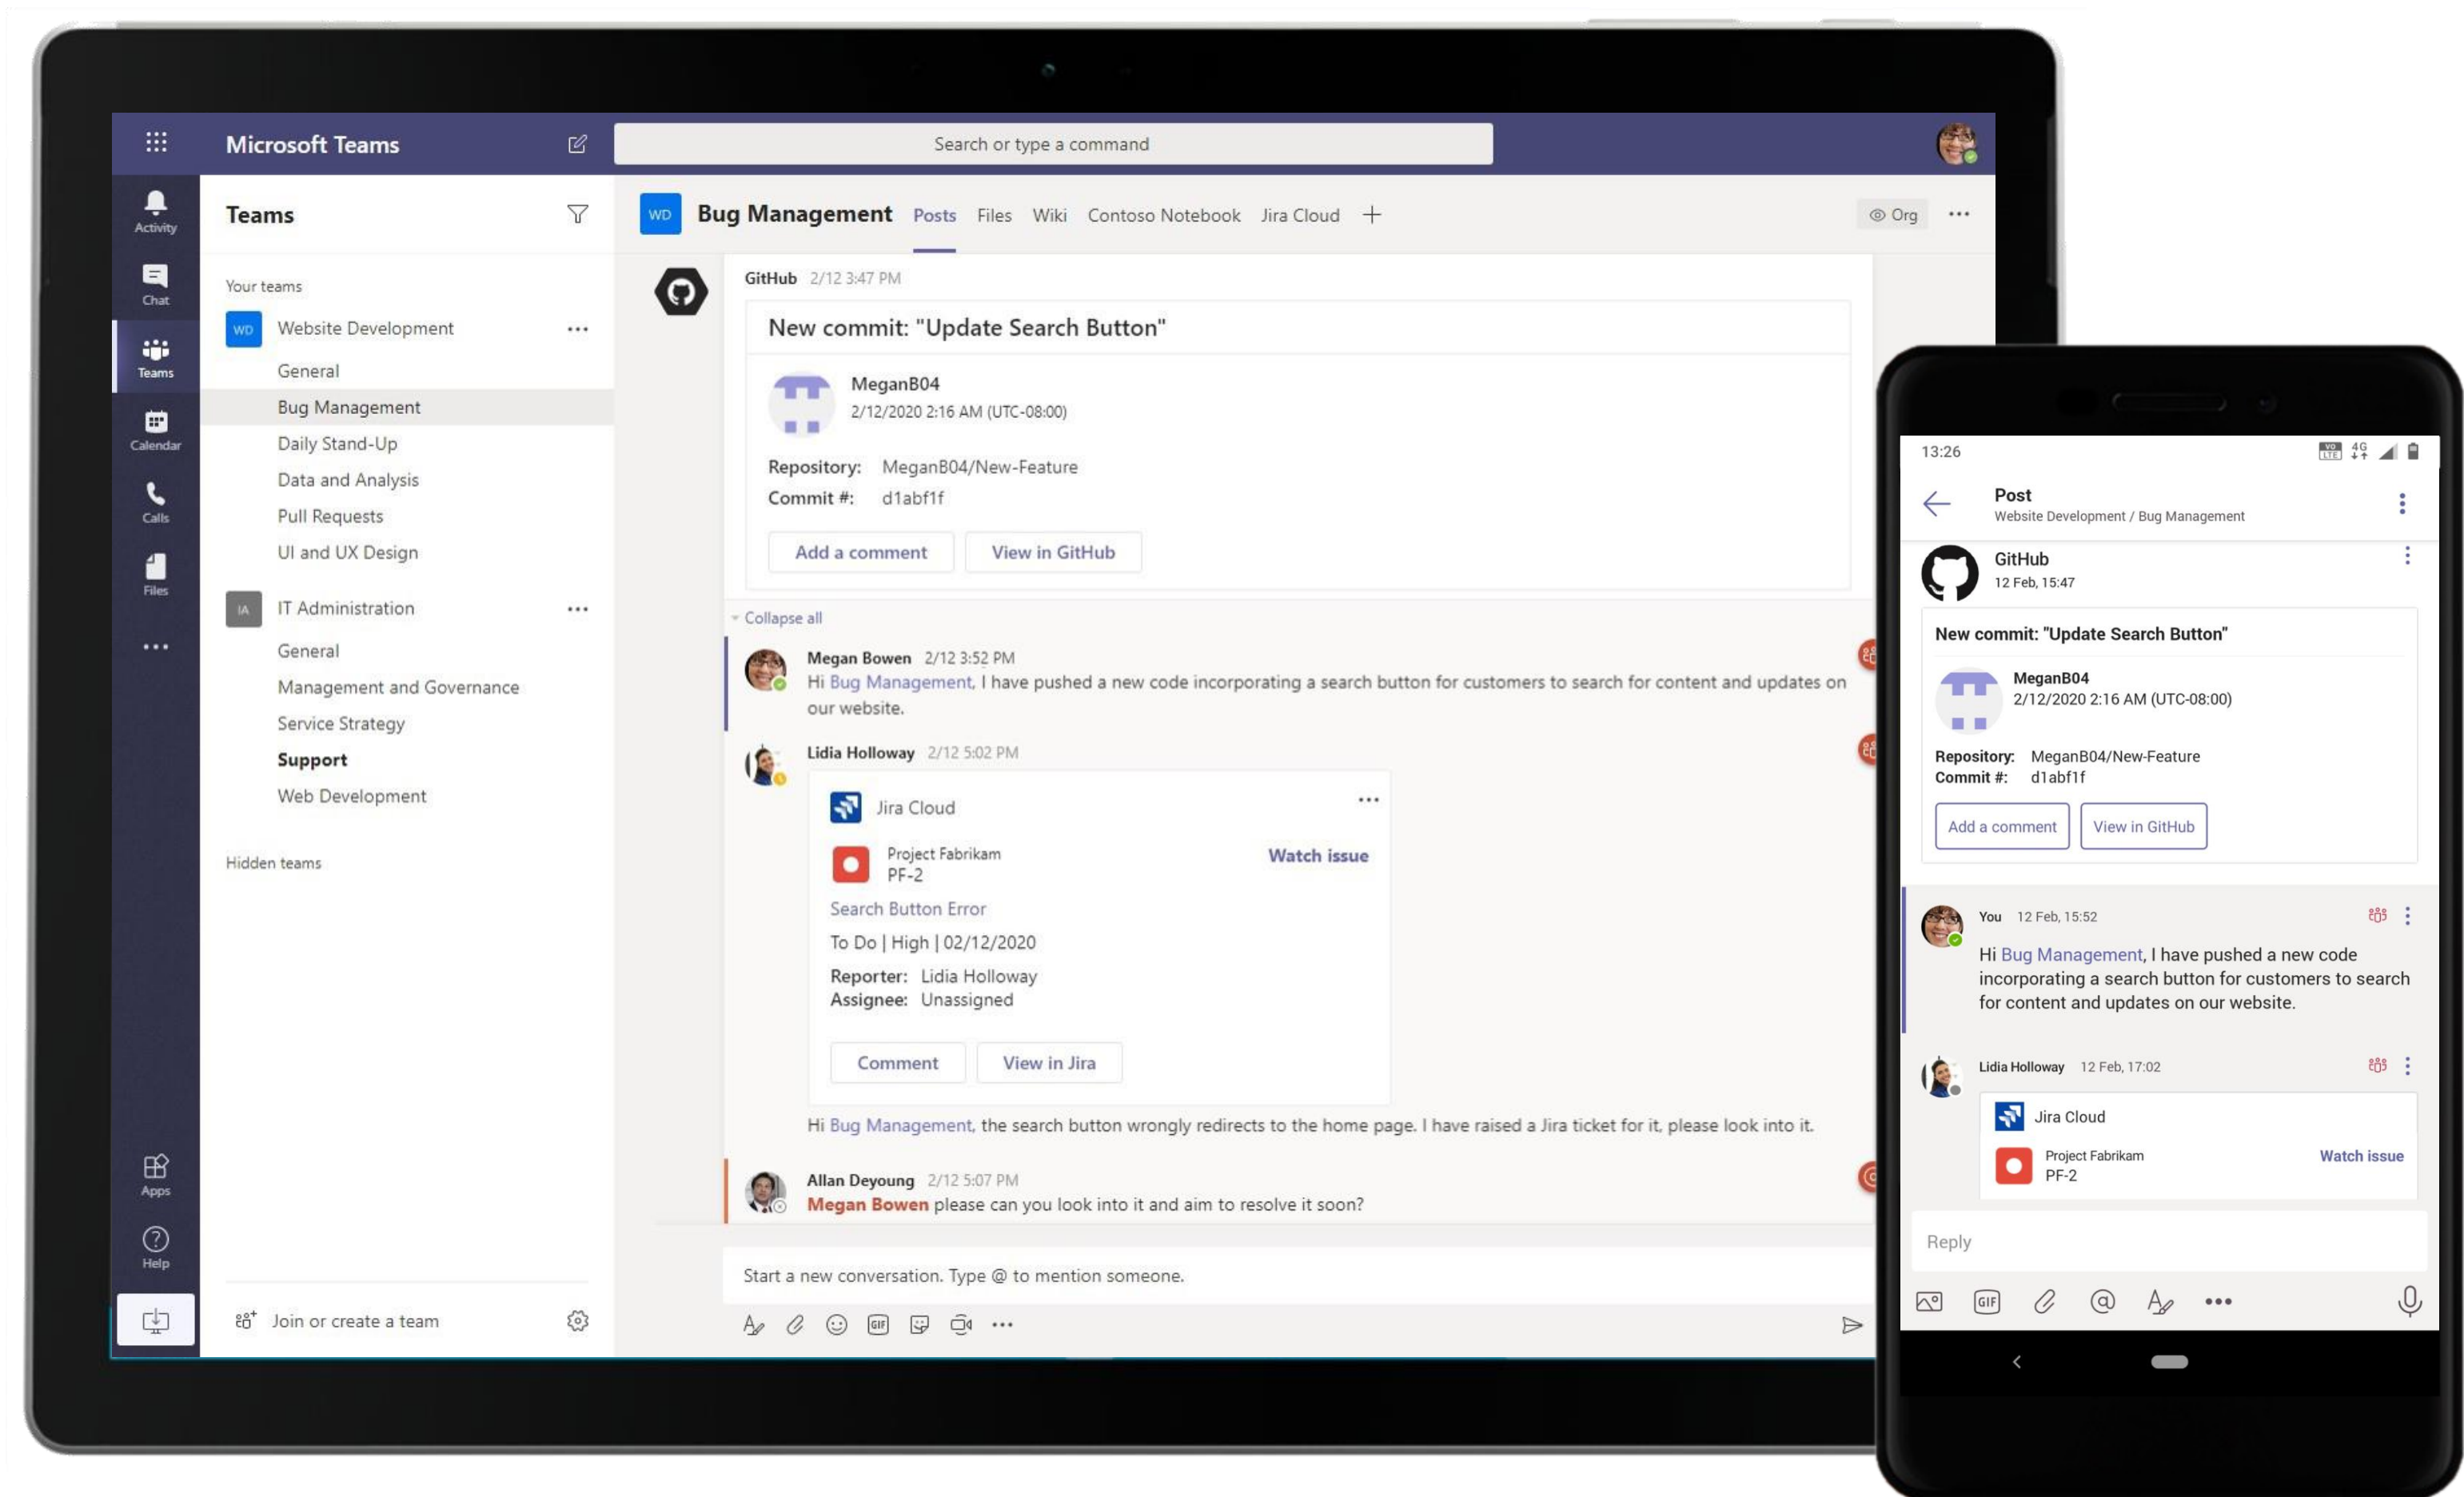 Microsoft Teams
Search or type a command
Activity
Chat
Teams
Calendar
Calls
Files
Apps
Help
Teams
Your teams
WD Website Development
General
Bug Management
Daily Stand-Up
Data and Analysis
Pull Requests
UI and UX Design
IA IT Administration
General
Management and Governance
Service Strategy
Support
Web Development
Hidden teams
Join or create a team
WD Bug Management Posts Files Wiki Contoso Notebook Jira Cloud
Org
GitHub 2/12 3:47 PM
New commit: "Update Search Button"
MeganB04
2/12/2020 2:16 AM (UTC-08:00)
Repository: MeganB04/New-Feature
Commit #: d1abf1f
Add a comment View in GitHub
Collapse all
Megan Bowen 2/12 3:52 PM
Hi Bug Management, I have pushed a new code incorporating a search button for customers to search for content and updates on
our website.
Lidia Holloway 2/12 5:02 PM
Jira Cloud
Project Fabrikam
PF-2
Watch issue
Search Button Error
To Do | High | 02/12/2020
Reporter: Lidia Holloway
Assignee: Unassigned
Comment View in Jira
Hi Bug Management, the search button wrongly redirects to the home page. I have raised a Jira ticket for it, please look into it.
Allan Deyoung 2/12 5:07 PM
Megan Bowen please can you look into it and aim to resolve it soon?
Start a new conversation. Type @ to mention someone.
GIF
13:26 VO LTE 4G
Post
Website Development / Bug Management
GitHub
12 Feb, 15:47
New commit: "Update Search Button"
MeganB04
2/12/2020 2:16 AM (UTC-08:00)
Repository: MeganB04/New-Feature
Commit #: d1abf1f
Add a comment View in GitHub
You 12 Feb, 15:52
Hi Bug Management, I have pushed a new code
incorporating a search button for customers to search
for content and updates on our website.
Lidia Holloway 12 Feb, 17:02
Jira Cloud
Project Fabrikam
PF-2
Watch issue
Reply
GIF